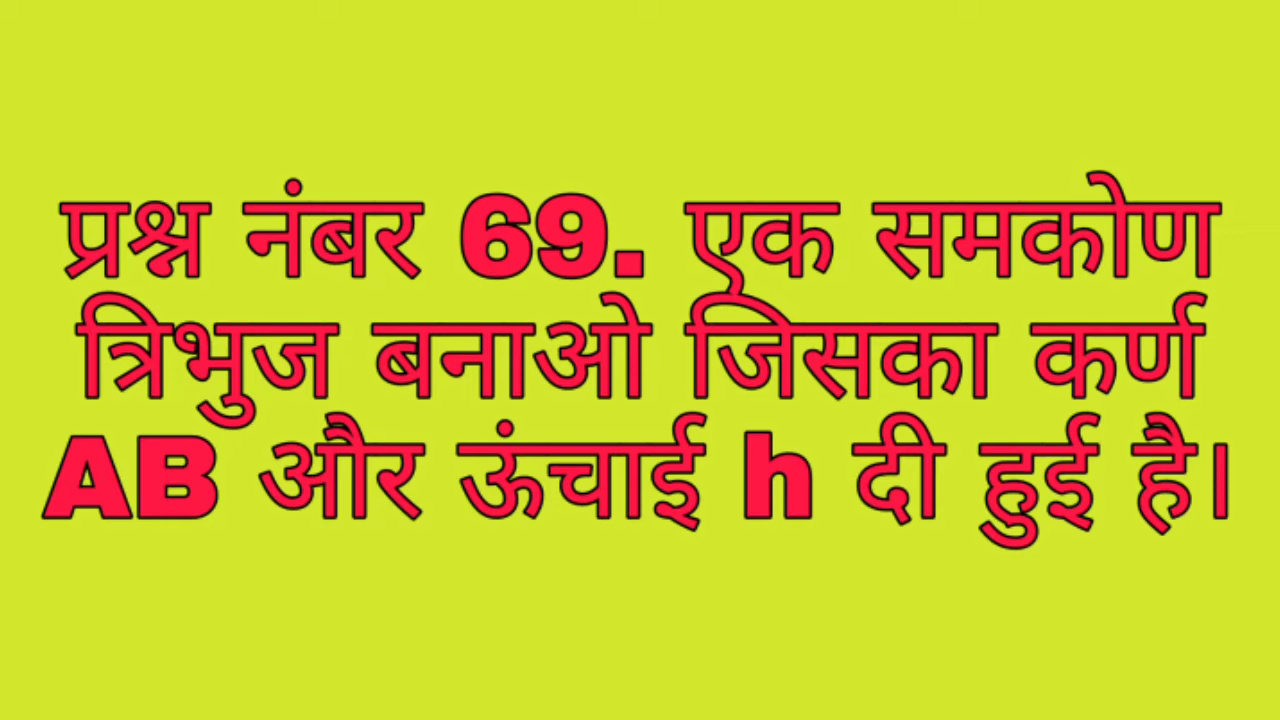 प्रश्न नंबर 69. एक समकोण
त्रिभुज बनाओ जिसका कर्ण
AB और ऊंचाई h दी हुई है।